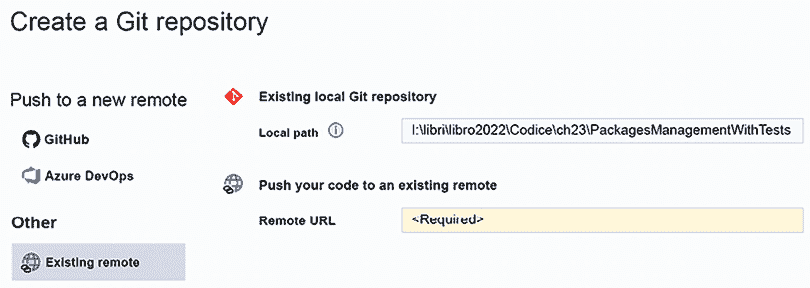 Create a Git repository
Push to a new remote
GitHub
Azure DevOps
Other
Existing remote
Existing local Git repository
Local path I:\libri\libro2022\Codice\ch23\PackagesManagementWithTests
Push your code to an existing remote
Remote URL <Required>